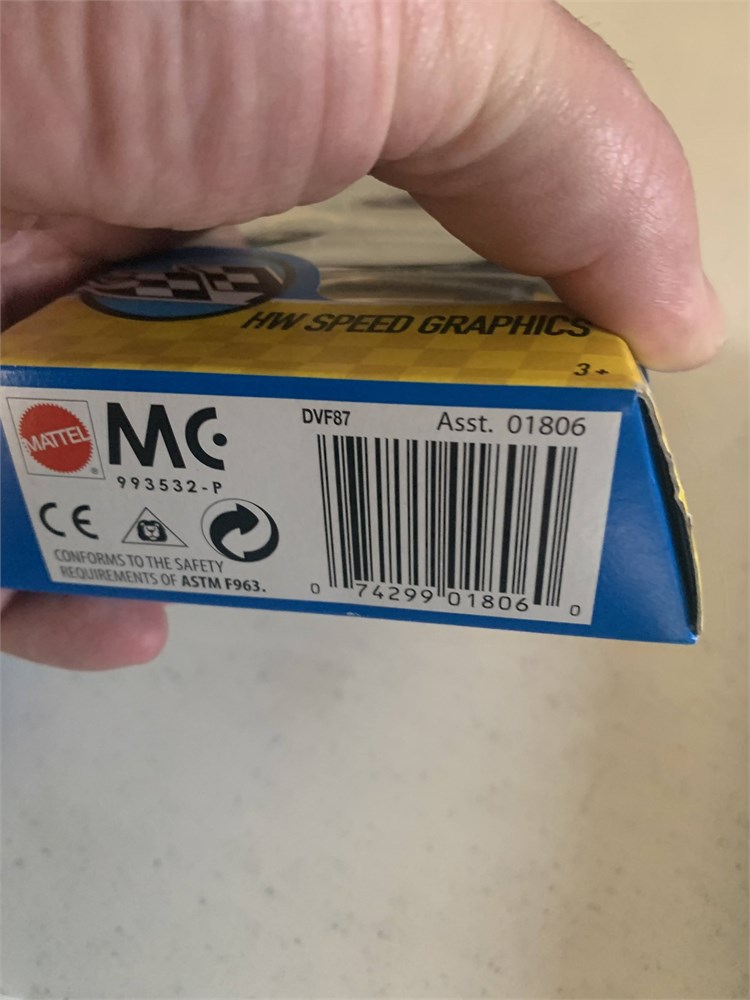 HW SPEED GRAPHICS
3+
MATTEL
®
MC
993532-P
CE
CONFORMS TO THE SAFETY
REQUIREMENTS OF ASTM F963.
DVF87
Asst. 01806
0 74299 01806 0